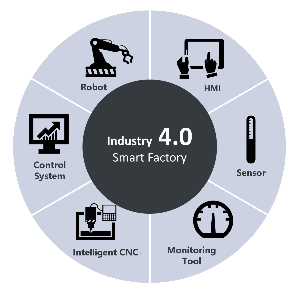 Robot
HMI
Industry 4.0
Smart Factory
Control
System
Sensor
Intelligent CNC
Monitoring
Tool